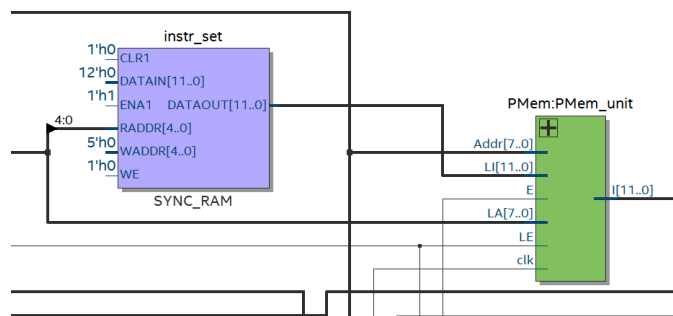 instr_set
1'h0
CLR1
12'h0
DATAIN[11..0]
1'h1
ENA1 DATAOUT[11..0]
4:0
RADDR[4..0]
5'h0
WADDR[4..0]
1'h0
WE
SYNC_RAM
PMem:PMem_unit
Addr[7..0]
LI[11..0]
E
I[11..0]
LA[7..0]
LE
clk